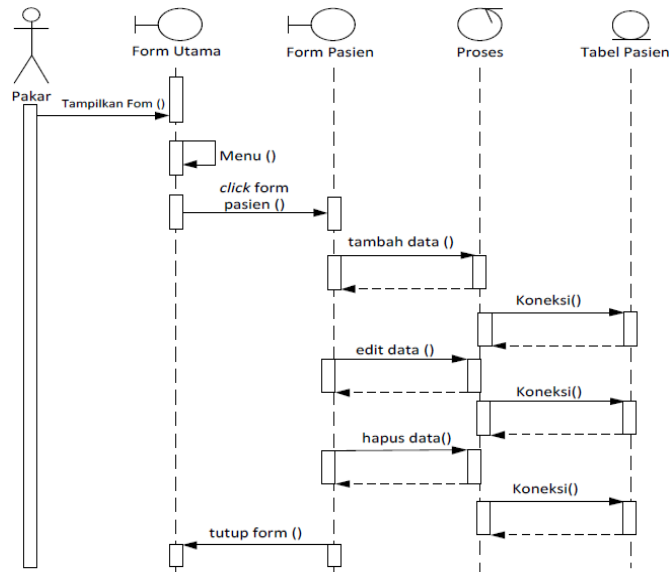 Form Utama
Form Pasien
Proses
Tabel Pasien
Pakar
Tampilkan Fom ()
Menu ()
click form
pasien ()
tambah data ()
Koneksi()
edit data ()
Koneksi()
hapus data()
Koneksi()
tutup form ()